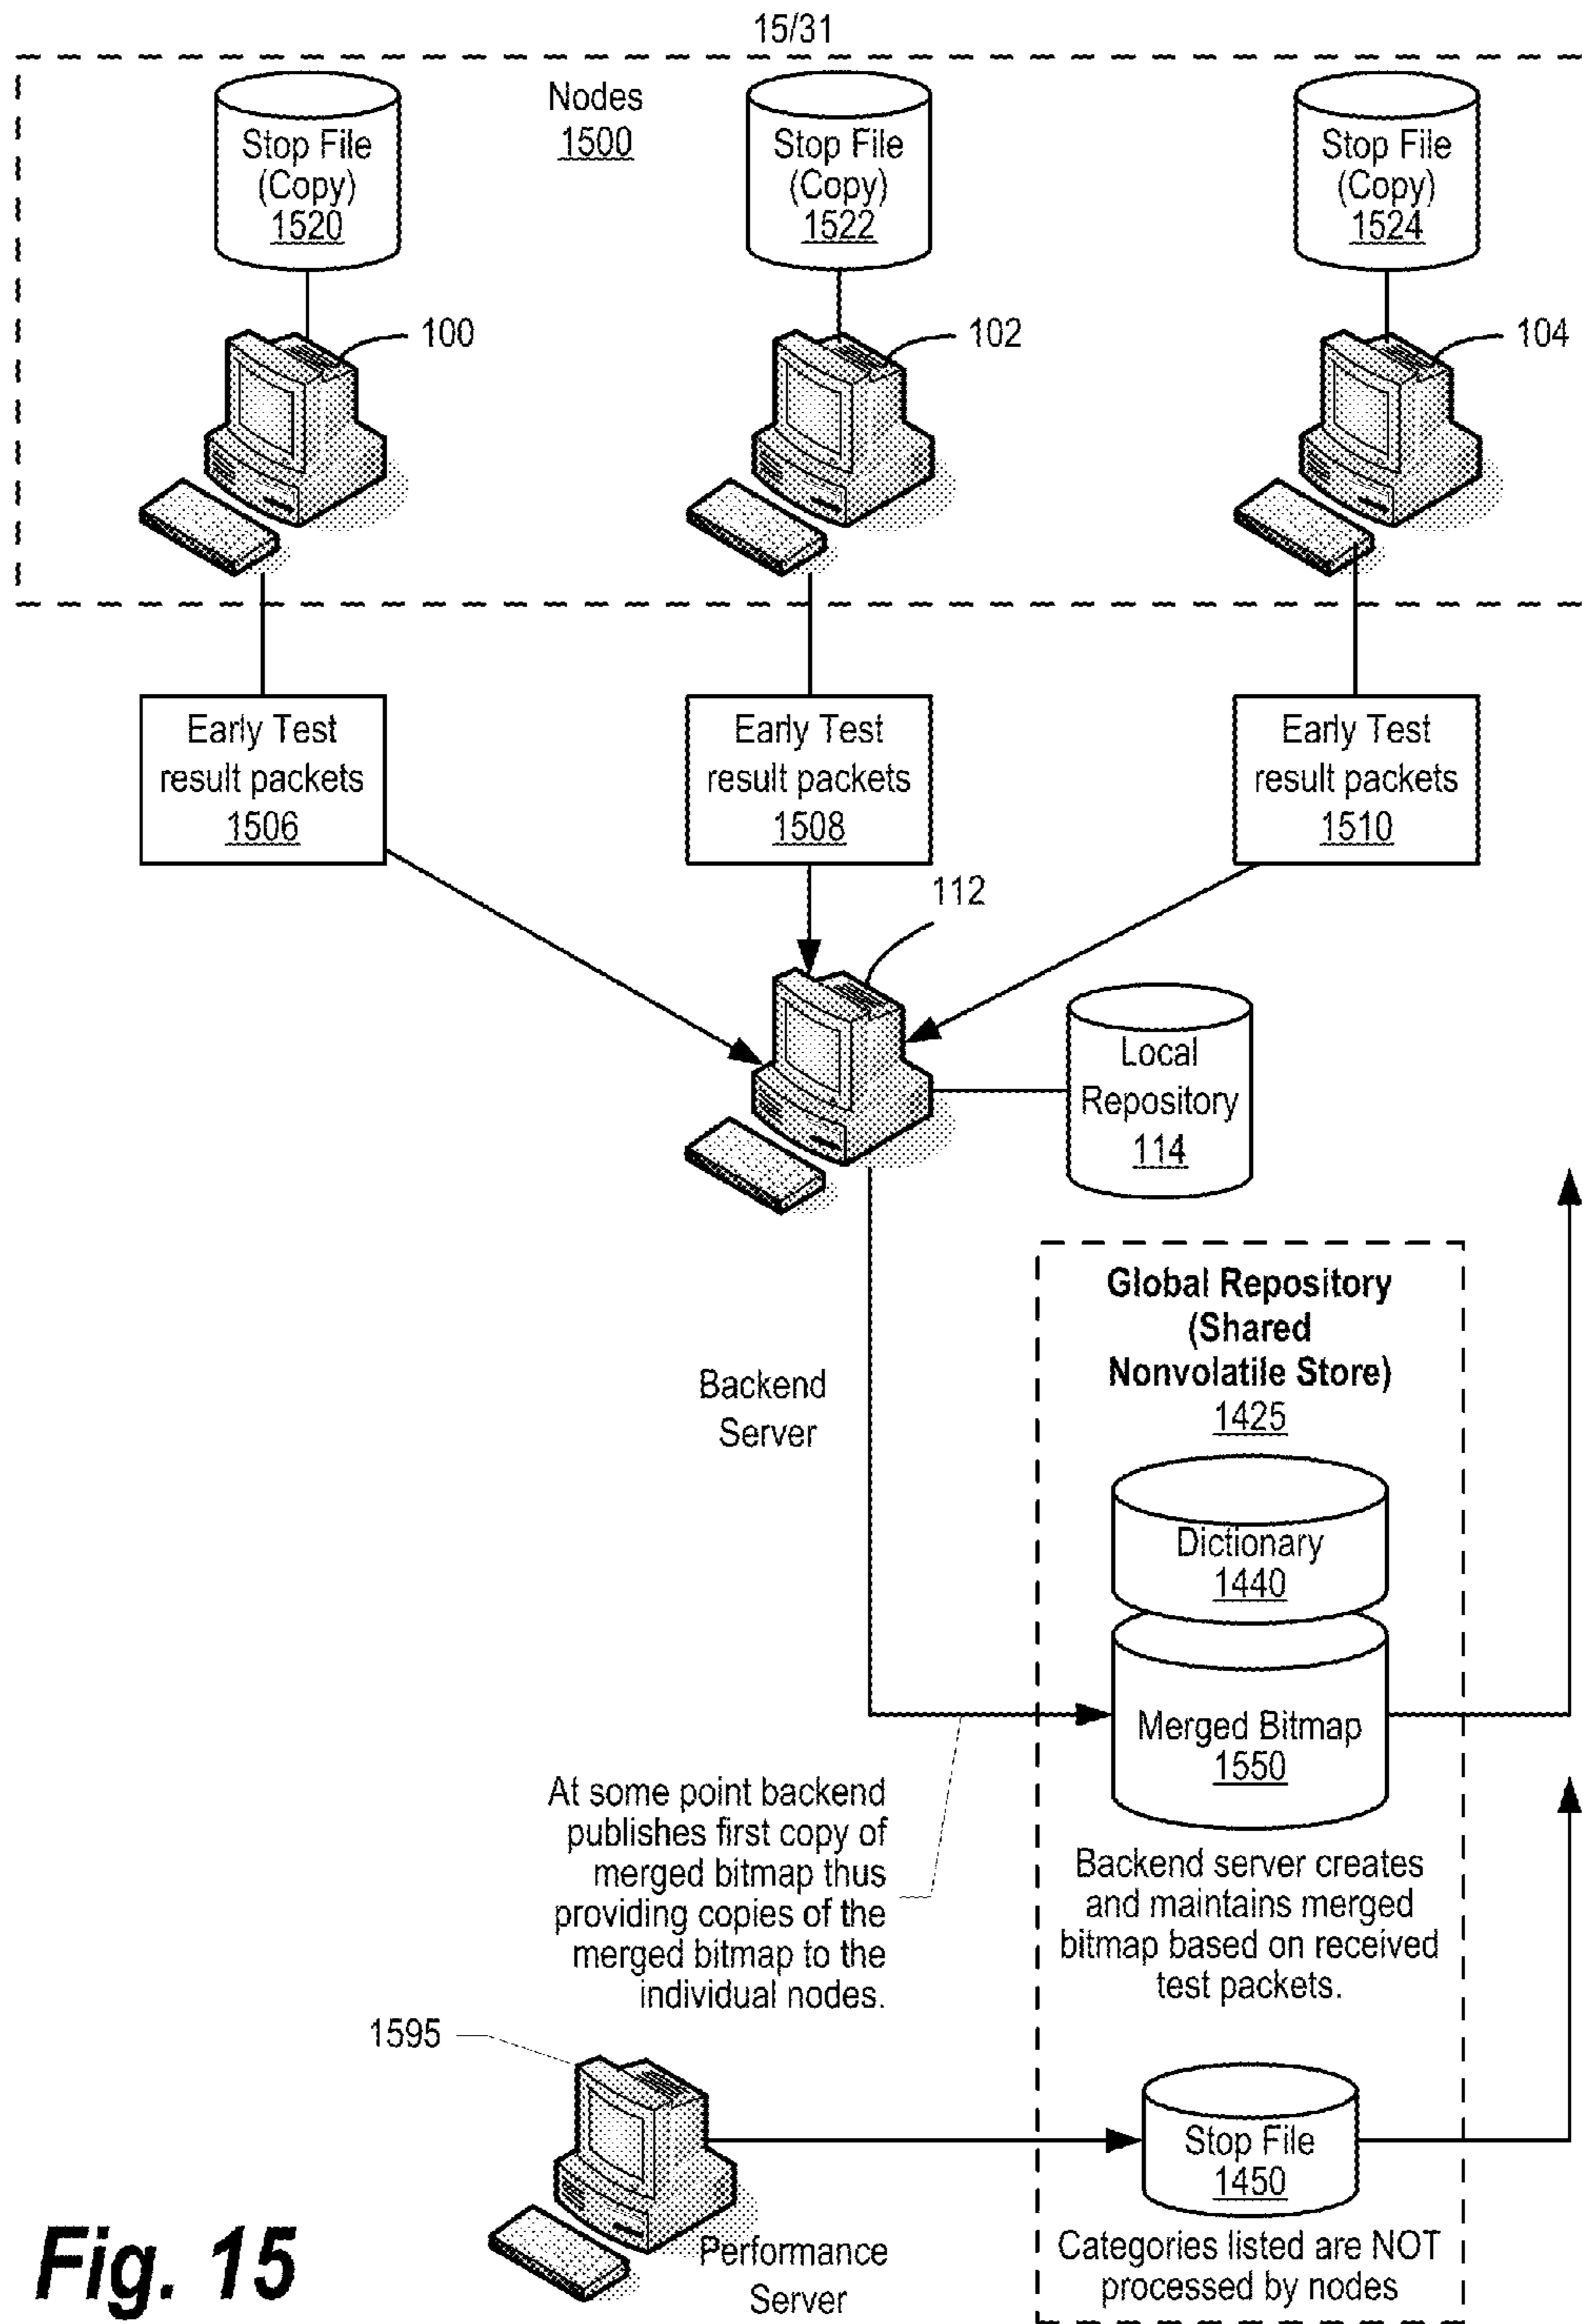 15/31
Nodes
1500
Stop File
(Copy)
1520
Stop File
(Copy)
1522
Stop File
(Copy)
1524
100
102
104
Early Test
result packets
1506
Early Test
result packets
1508
Early Test
result packets
1510
112
Local
Repository
114
Backend
Server
Global Repository
(Shared
Nonvolatile Store)
1425
Dictionary
1440
Merged Bitmap
1550
At some point backend
publishes first copy of
merged bitmap thus
providing copies of the
merged bitmap to the
individual nodes.
Backend server creates
and maintains merged
bitmap based on received
test packets.
1595
Performance
Server
Stop File
1450
Categories listed are NOT
processed by nodes
Fig. 15